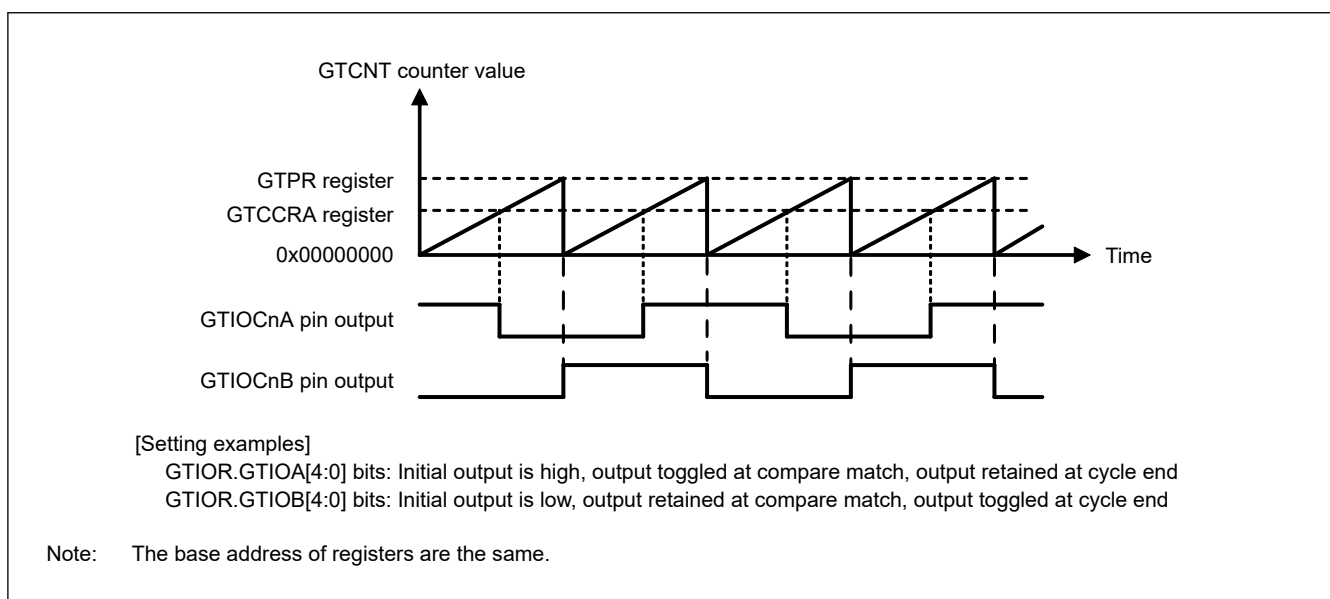 GTCNT counter value
GTPR register
GTCCRA register
0x00000000
Time
GTIOCnA pin output
GTIOCnB pin output
[Setting examples]
GTIOR.GTIOA[4:0] bits: Initial output is high, output toggled at compare match, output retained at cycle end
GTIOR.GTIOB[4:0] bits: Initial output is low, output retained at compare match, output toggled at cycle end
Note: The base address of registers are the same.